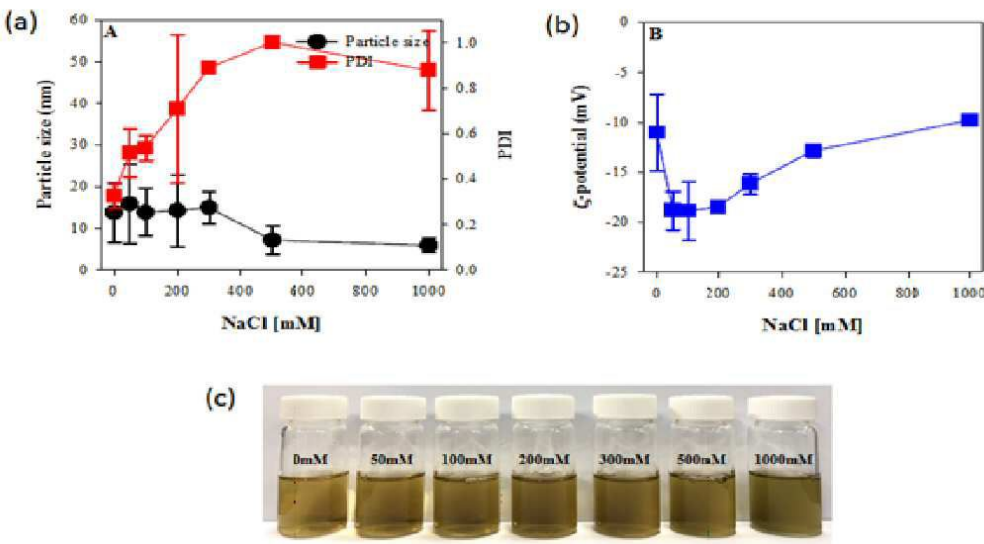 (a)
A
Particle size
PDI
Particle size (nm)
60
50
40
30
20
10
0
1.0
0.8
0.6
0.4
0.2
0.0
PDI
0 200 400 600 800 1000
NaCl [mM]
(b)
B
ζ-potential (mV)
0
-5
-10
-15
-20
-25
0 200 400 600 800 1000
NaCl [mM]
(c)
0mM 50mM 100mM 200mM 300mM 500mM 1000mM